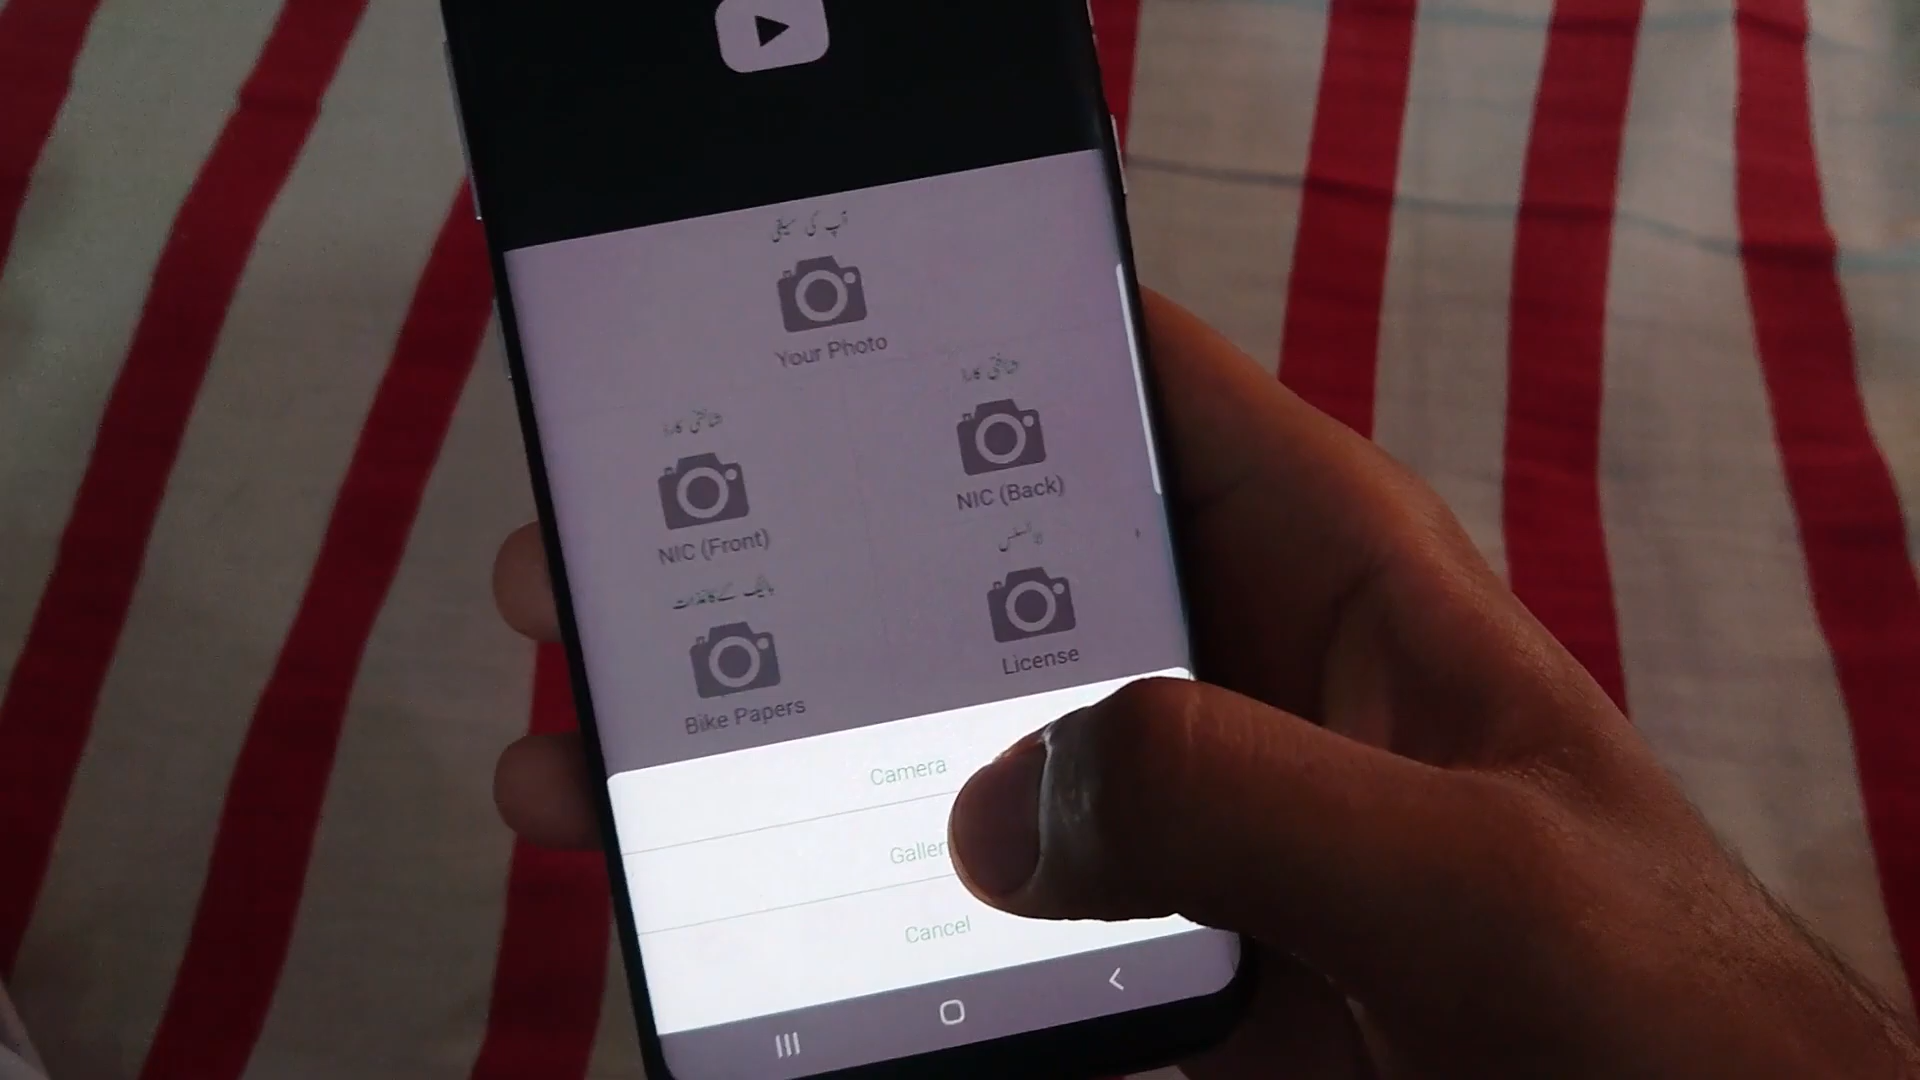 آپ کی سیلفی
Your Photo
شناختی کارڈ
شناختی کارڈ
NIC (Front)
NIC (Back)
بائیک کے کاغذات
لائسنس
Bike Papers
License
Camera
Galler
Cancel